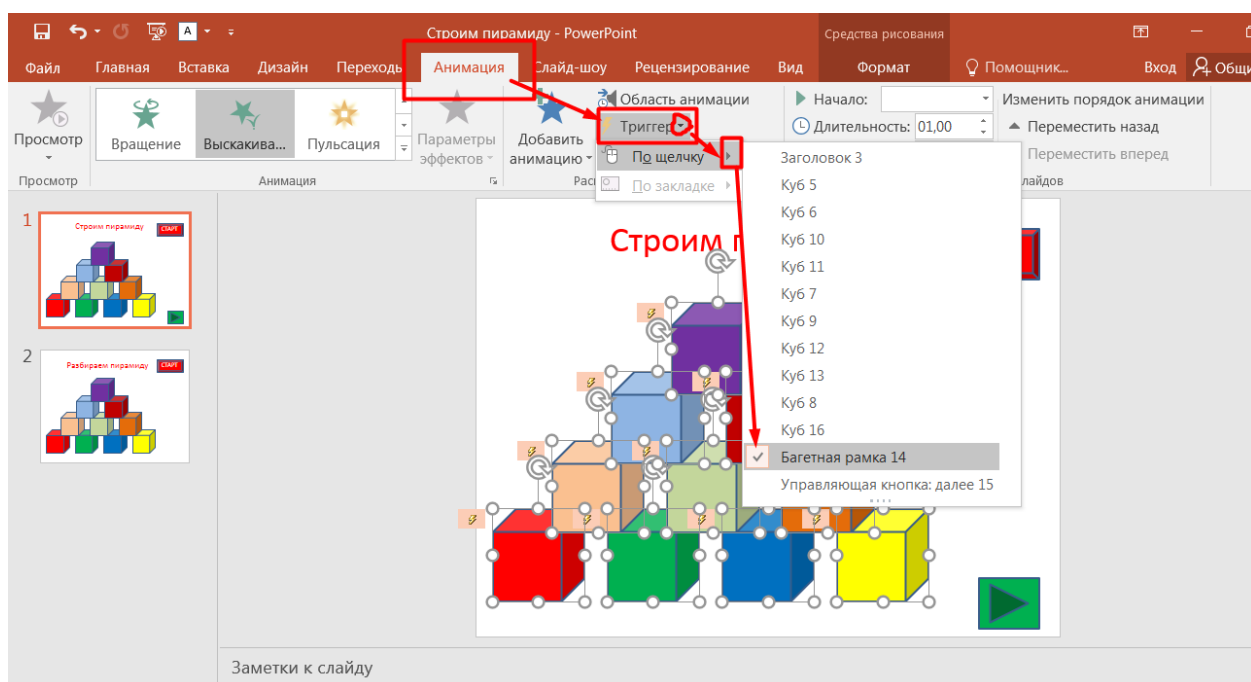 A
Строим пирамиду - PowerPoint
Средства рисования
Файл Главная Вставка Дизайн Переходы Анимация Слайд-шоу Рецензирование Вид Формат Помощник... Вход
Просмотр
Вращение Выскакива... Пульсация
Параметры эффектов
Добавить анимацию
Область анимации
Триггер
По щелчку
По закладке
Начало:
Длительность: 01,00
Изменить порядок анимации
Переместить назад
Переместить вперед
Просмотр Анимация
Заголовок 3
Куб 5
Куб 6
Куб 10
Куб 11
Куб 7
Куб 9
Куб 12
Куб 13
Куб 8
Куб 16
Багетная рамка 14
Управляющая кнопка: далее 15
1
Строим пирамиду СТАРТ
2
Разбираем пирамиду СТАРТ
Строим
Заметки к слайду